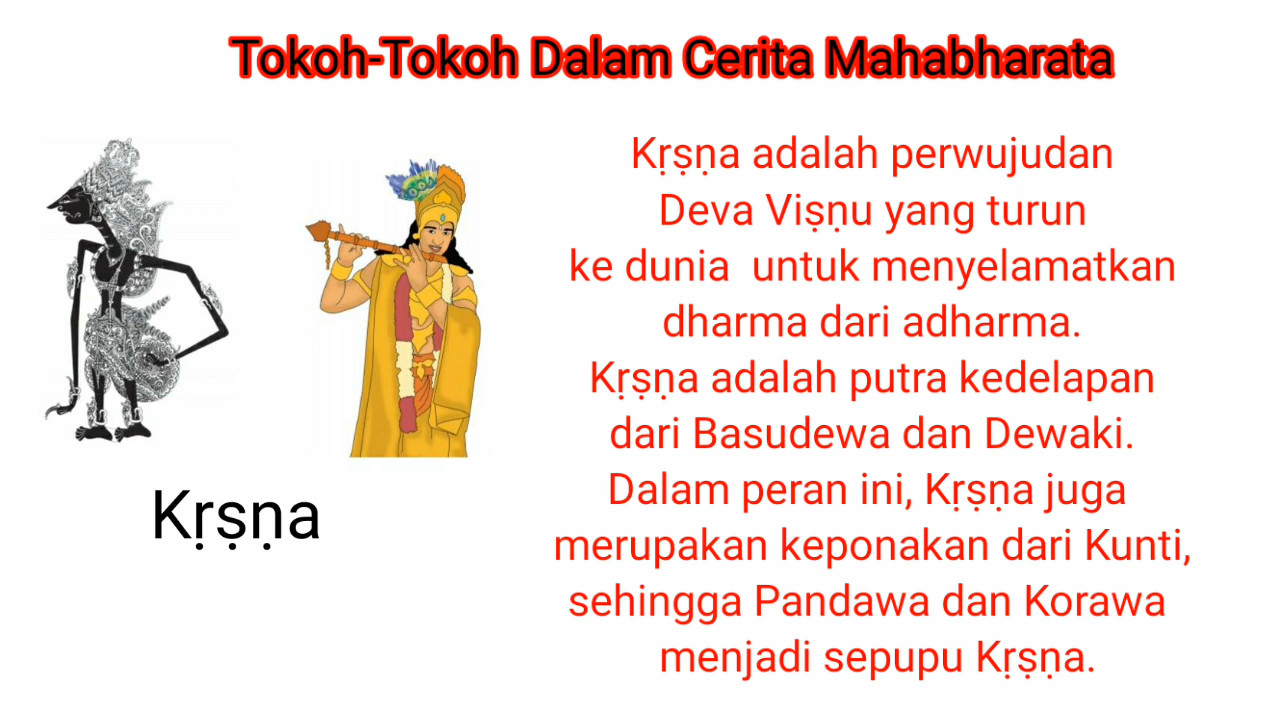 Tokoh-Tokoh Dalam Cerita Mahabharata
Kṛṣṇa adalah perwujudan
Deva Viṣṇu yang turun
ke dunia untuk menyelamatkan
dharma dari adharma.
Kṛṣṇa adalah putra kedelapan
dari Basudewa dan Dewaki.
Dalam peran ini, Kṛṣṇa juga
merupakan keponakan dari Kunti,
sehingga Pandawa dan Korawa
menjadi sepupu Kṛṣṇa.
Kṛṣṇa